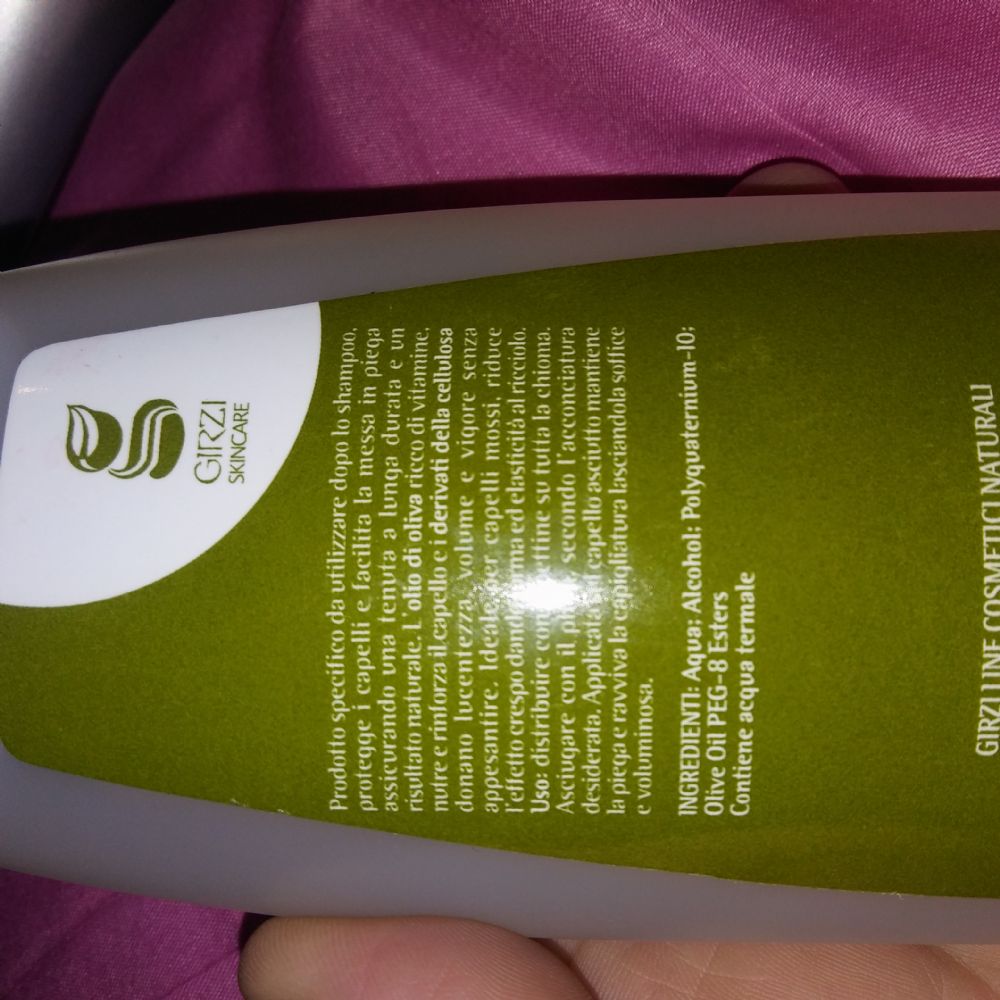 GIRZI
SKINCARE
Prodotto specifico da utilizzare dopo lo shampoo,
protegge i capelli e facilita la messa in piega
assicurando una tenuta a lunga durata e un
risultato naturale. L'olio di oliva ricco di vitamine,
nutre e rinforza il capello e i derivati della cellulosa
donano lucentezza, volume e vigore senza
appesantire. Ideale per capelli mossi, riduce
l'effetto crespo dando forma ed elasticità al ricciolo.
Uso: distribuire con su tutta la chioma.
Asciugare con il secondo l'acconciatura
desiderata. Applicata capello asciutto mantiene
la piega e ravviva la capigliatura lasciandola soffice
e voluminosa.
INGREDIENTI: Aqua; Alcohol; Polyquaternium-10;
Olive Oil PEG-8 Esters
Contiene acqua termale
GIRZI LINE COSMETICI NATURALI